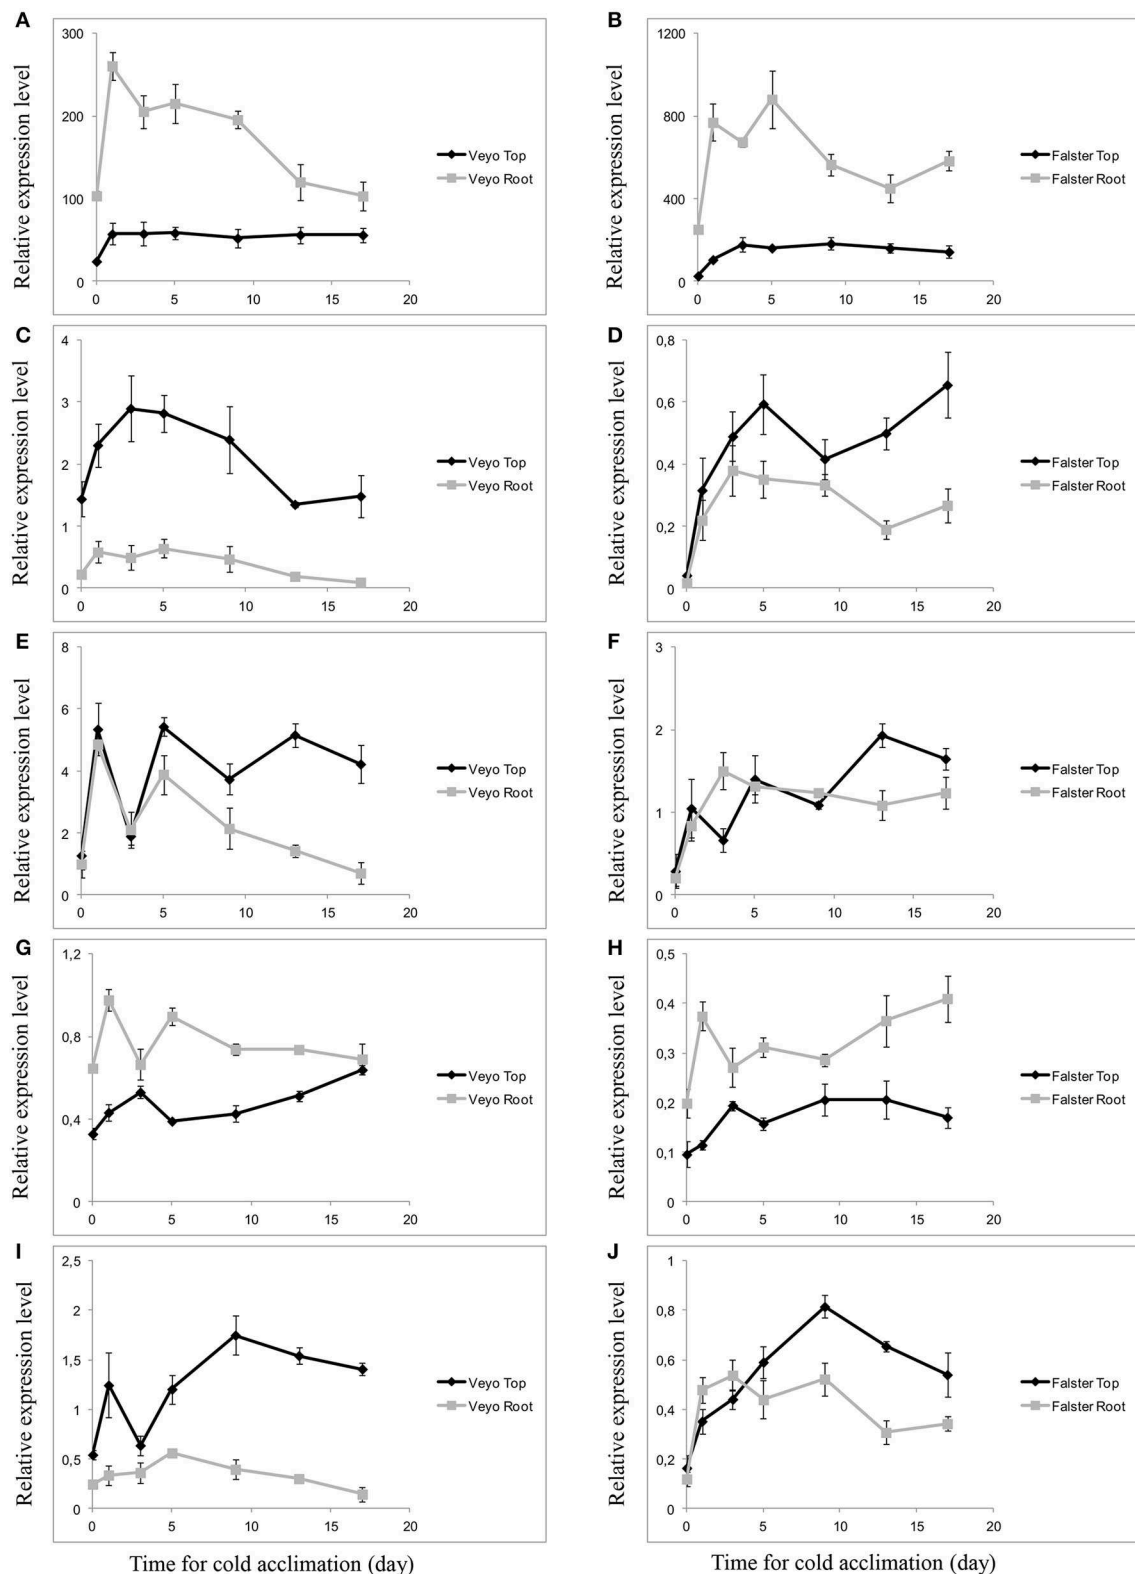 A
Relative expression level
300
200
100
0
0 5 10 15 20
Veyo Top
Veyo Root
B
Relative expression level
1200
800
400
0
0 5 10 15 20
Falster Top
Falster Root
C
Relative expression level
4
3
2
1
0
0 5 10 15 20
Veyo Top
Veyo Root
D
Relative expression level
0,8
0,6
0,4
0,2
0
0 5 10 15 20
Falster Top
Falster Root
E
Relative expression level
8
6
4
2
0
0 5 10 15 20
Veyo Top
Veyo Root
F
Relative expression level
3
2
1
0
0 5 10 15 20
Falster Top
Falster Root
G
Relative expression level
1,2
0,8
0,4
0
0 5 10 15 20
Veyo Top
Veyo Root
H
Relative expression level
0,5
0,4
0,3
0,2
0,1
0
0 5 10 15 20
Falster Top
Falster Root
I
Relative expression level
2,5
2
1,5
1
0,5
0
0 5 10 15 20
Veyo Top
Veyo Root
Time for cold acclimation (day)
J
Relative expression level
1
0,8
0,6
0,4
0,2
0
0 5 10 15 20
Falster Top
Falster Root
Time for cold acclimation (day)